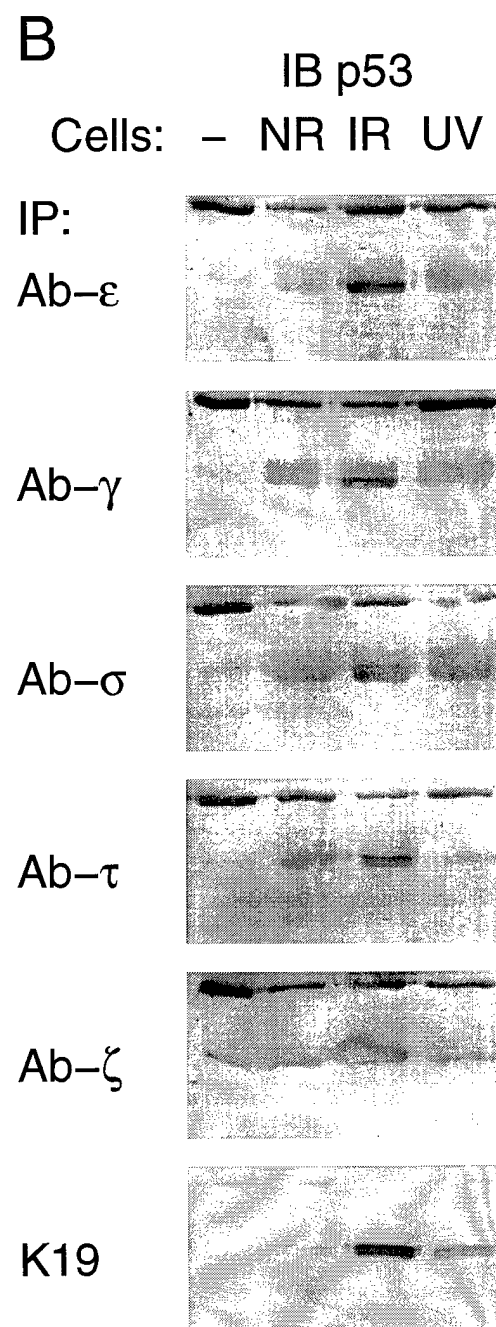 B
IB p53
Cells: – NR IR UV
IP:
Ab–ε
Ab–γ
Ab–σ
Ab–τ
Ab–ζ
K19